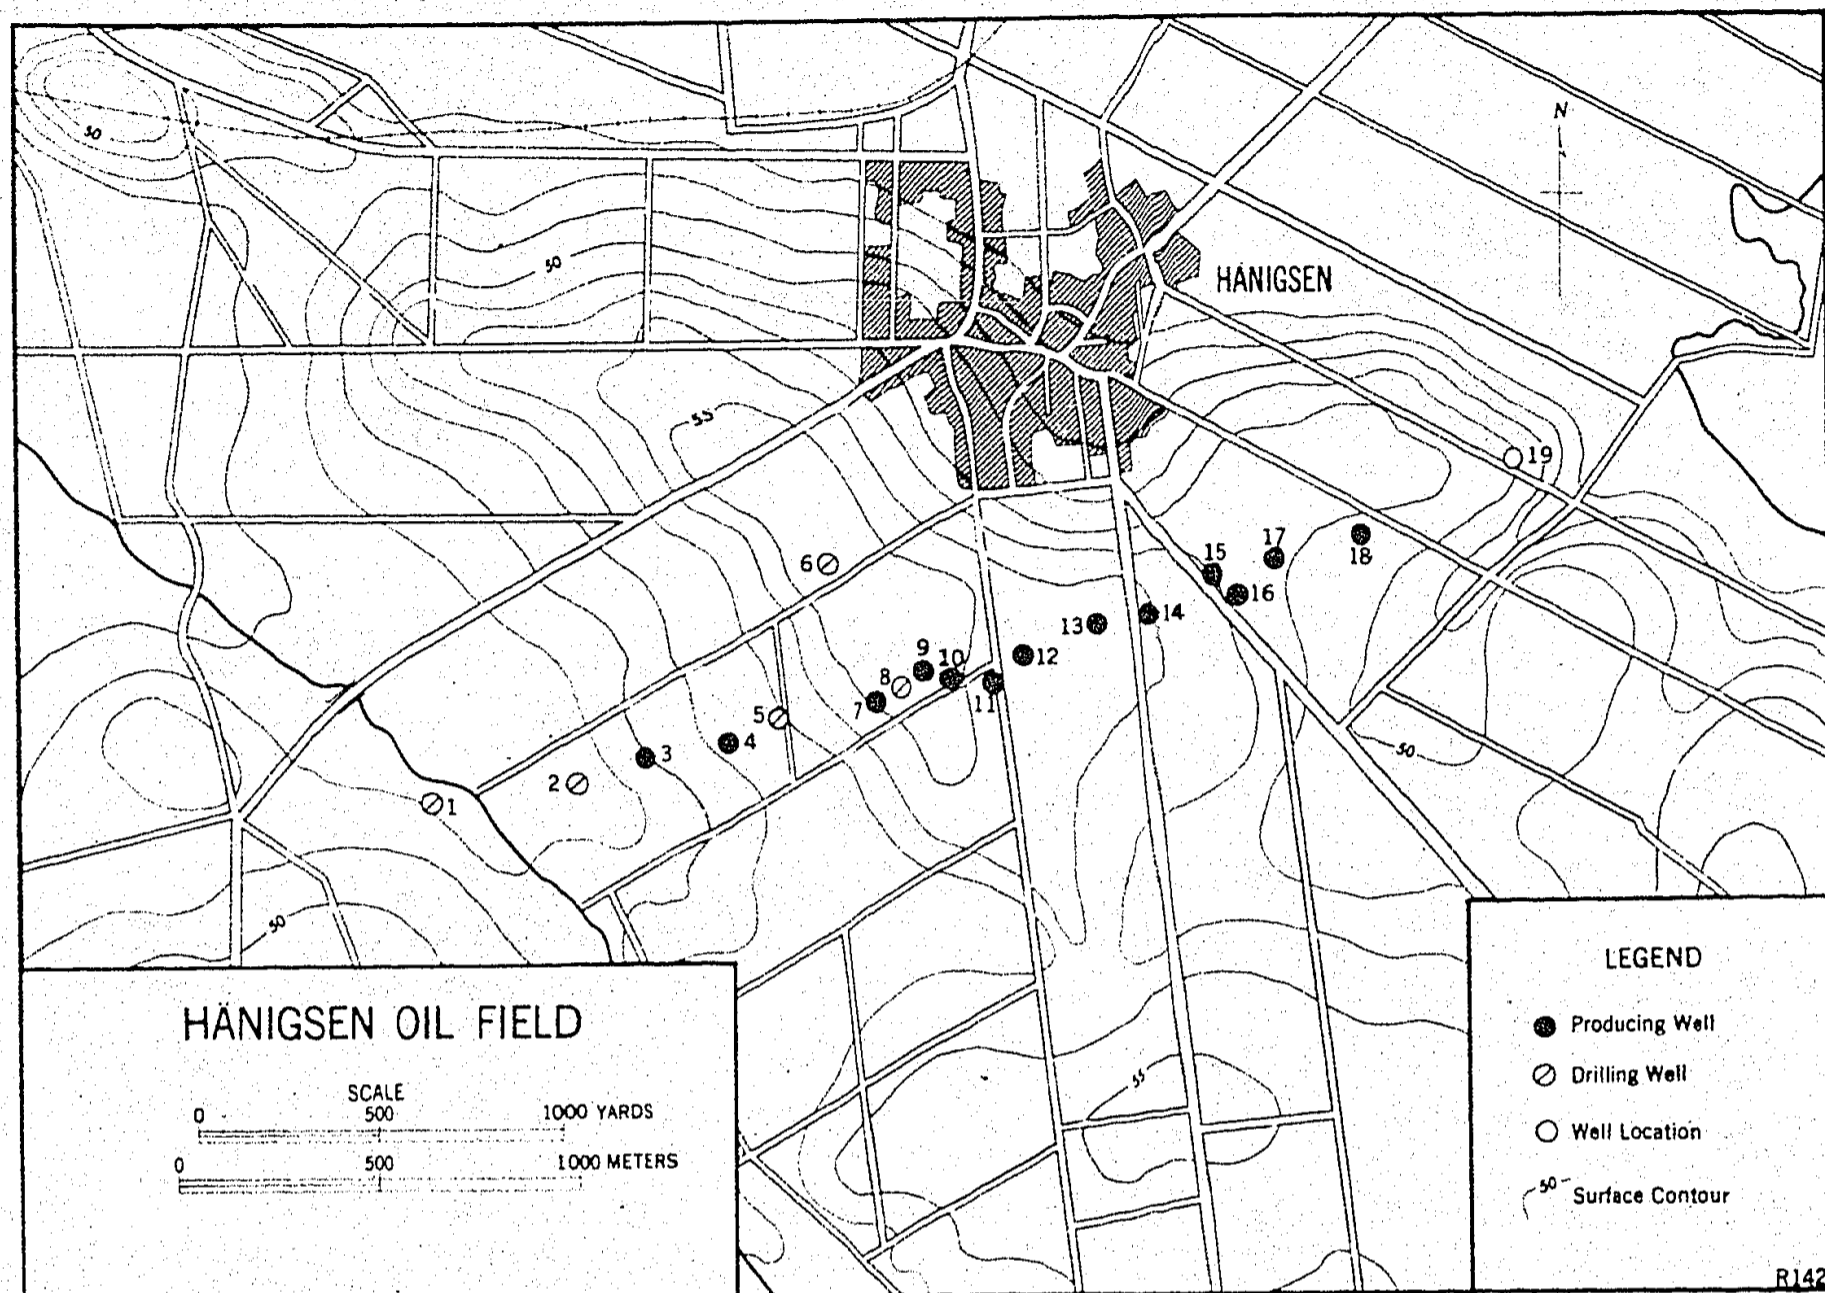 50
N
50
HÄNIGSEN
55
19
6
15
17
18
16
13
14
9
10
12
8
7
11
5
3
4
2
1
50
50
HÄNIGSEN OIL FIELD
SCALE
0 500 1000 YARDS
0 500 1000 METERS
55
LEGEND
Producing Well
Drilling Well
Well Location
50 Surface Contour
R142